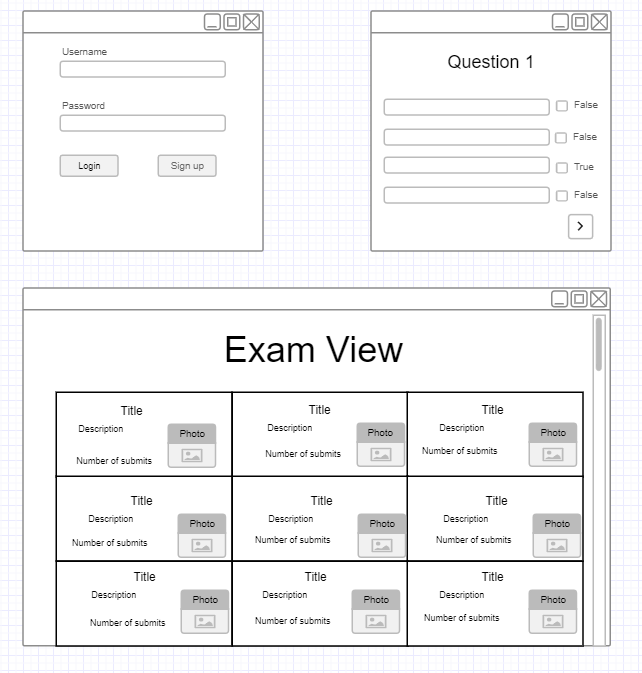 Username
Password
Login
Sign up
Question 1
False
False
True
False
Exam View
Title
Description
Photo
Number of submits
Title
Description
Photo
Number of submits
Title
Description
Photo
Number of submits
Title
Description
Photo
Number of submits
Title
Description
Photo
Number of submits
Title
Description
Photo
Number of submits
Title
Description
Photo
Number of submits
Title
Description
Photo
Number of submits
Title
Description
Photo
Number of submits